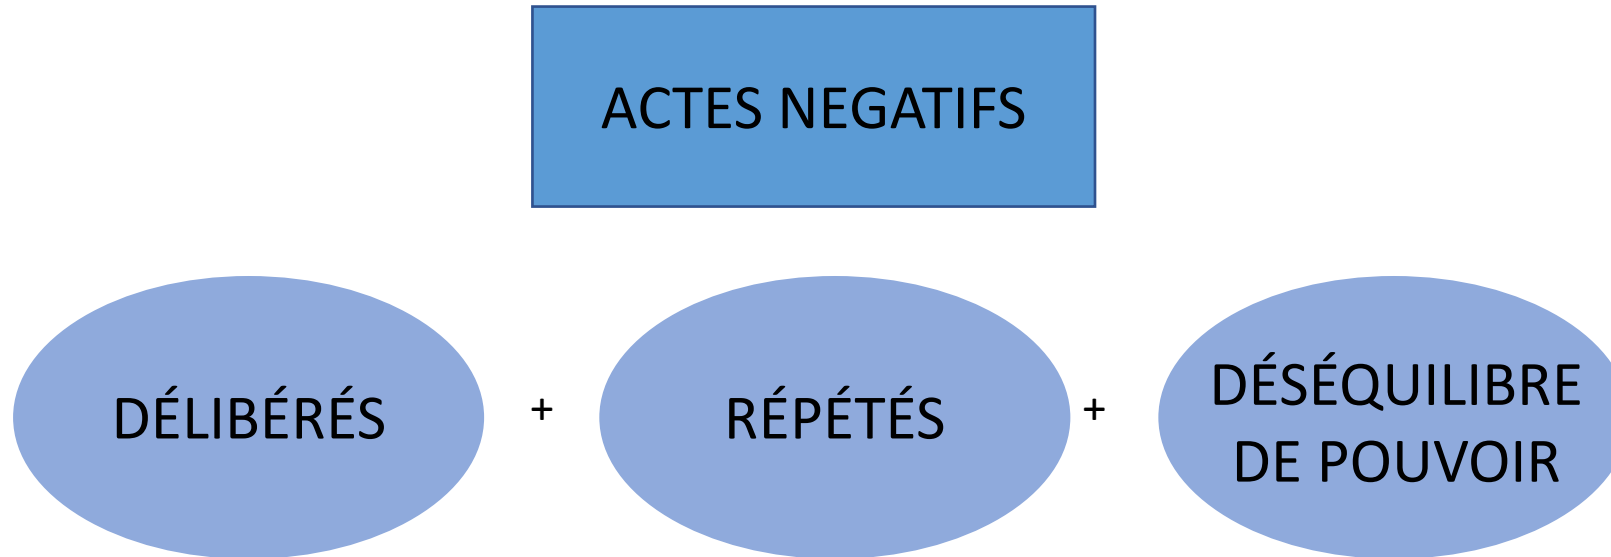 ACTES NEGATIFS
DÉLIBÉRÉS + RÉPÉTÉS + DÉSÉQUILIBRE
DE POUVOIR